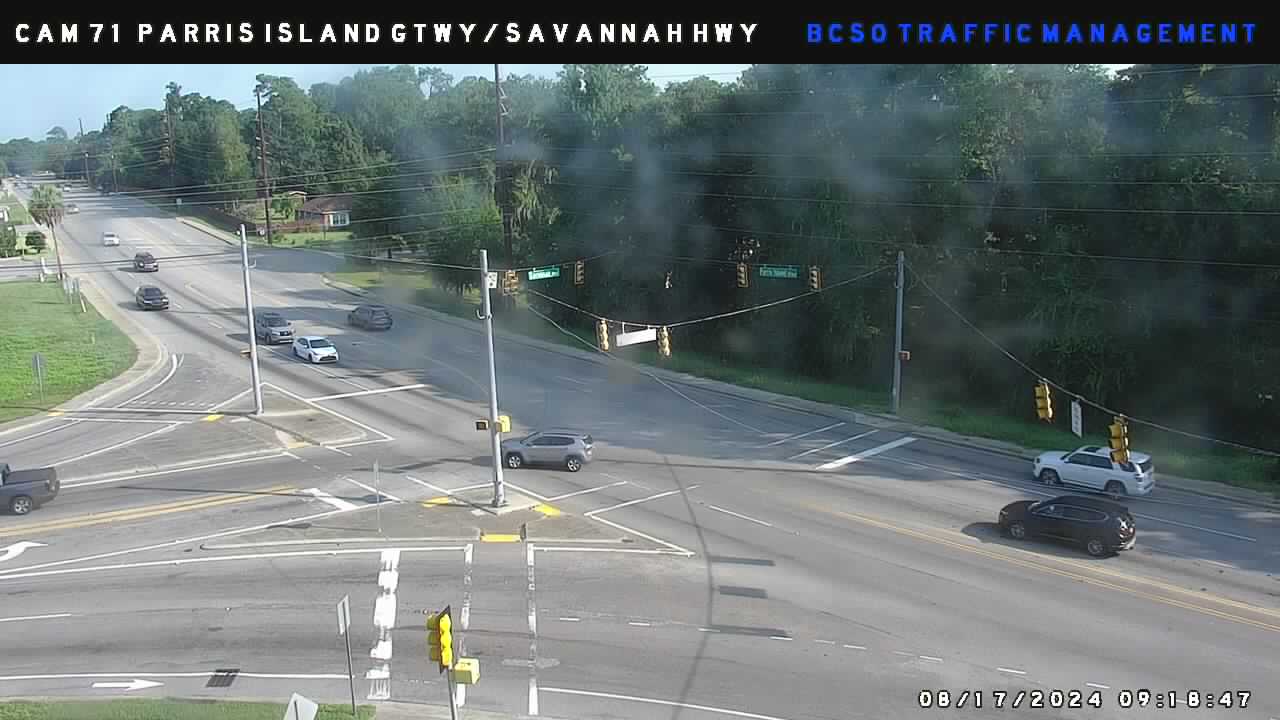 CAM 71 PARRIS ISLAND GTWY/SAVANNAH HWY
BCSO TRAFFIC MANAGEMENT
08/17/2024 09:18:47